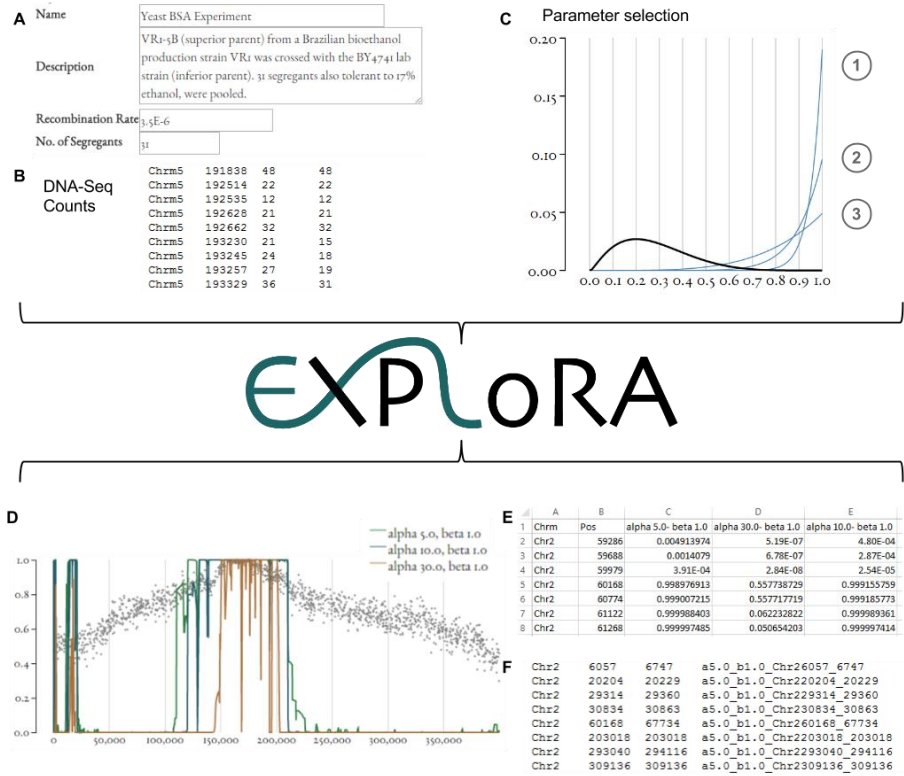 A
Name
Yeast BSA Experiment
Description
VR1-5B (superior parent) from a Brazilian bioethanol
production strain VR1 was crossed with the BY4741 lab
strain (inferior parent). 31 segregants also tolerant to 17%
ethanol, were pooled.
Recombination Rate 3.5E-6
No. of Segregants 31
B
DNA-Seq
Counts
Chrm5 191838 48 48
Chrm5 192514 22 22
Chrm5 192535 12 12
Chrm5 192628 21 21
Chrm5 192662 32 32
Chrm5 193230 21 15
Chrm5 193245 24 18
Chrm5 193257 27 19
Chrm5 193329 36 31
C
Parameter selection
0.20
0.15
0.10
0.05
0.00
0.0 0.1 0.2 0.3 0.4 0.5 0.6 0.7 0.8 0.9 1.0
1
2
3
EXPLoRA
D
alpha 5.0, beta 1.0
alpha 10.0, beta 1.0
alpha 30.0, beta 1.0
1.0
0.8
0.6
0.4
0.2
0.0
0 50,000 100,000 150,000 200,000 250,000 300,000 350,000
E
A B C D E
1 Chrm Pos alpha 5.0- beta 1.0 alpha 30.0- beta 1.0 alpha 10.0- beta 1.0
2 Chr2 59286 0.004913974 5.19E-07 4.80E-04
3 Chr2 59688 0.0014079 6.78E-07 2.87E-04
4 Chr2 59979 3.91E-04 2.84E-08 2.54E-05
5 Chr2 60168 0.998976913 0.557738729 0.999155759
6 Chr2 60774 0.999007215 0.557717719 0.999185773
7 Chr2 61122 0.999988403 0.062232822 0.999989361
8 Chr2 61268 0.999997485 0.050654203 0.999997414
F
Chr2 6057 6747 a5.0_b1.0_Chr26057_6747
Chr2 20204 20229 a5.0_b1.0_Chr220204_20229
Chr2 29314 29360 a5.0_b1.0_Chr229314_29360
Chr2 30834 30863 a5.0_b1.0_Chr230834_30863
Chr2 60168 67734 a5.0_b1.0_Chr260168_67734
Chr2 203018 203018 a5.0_b1.0_Chr2203018_203018
Chr2 293040 294116 a5.0_b1.0_Chr2293040_294116
Chr2 309136 309136 a5.0_b1.0_Chr2309136_309136